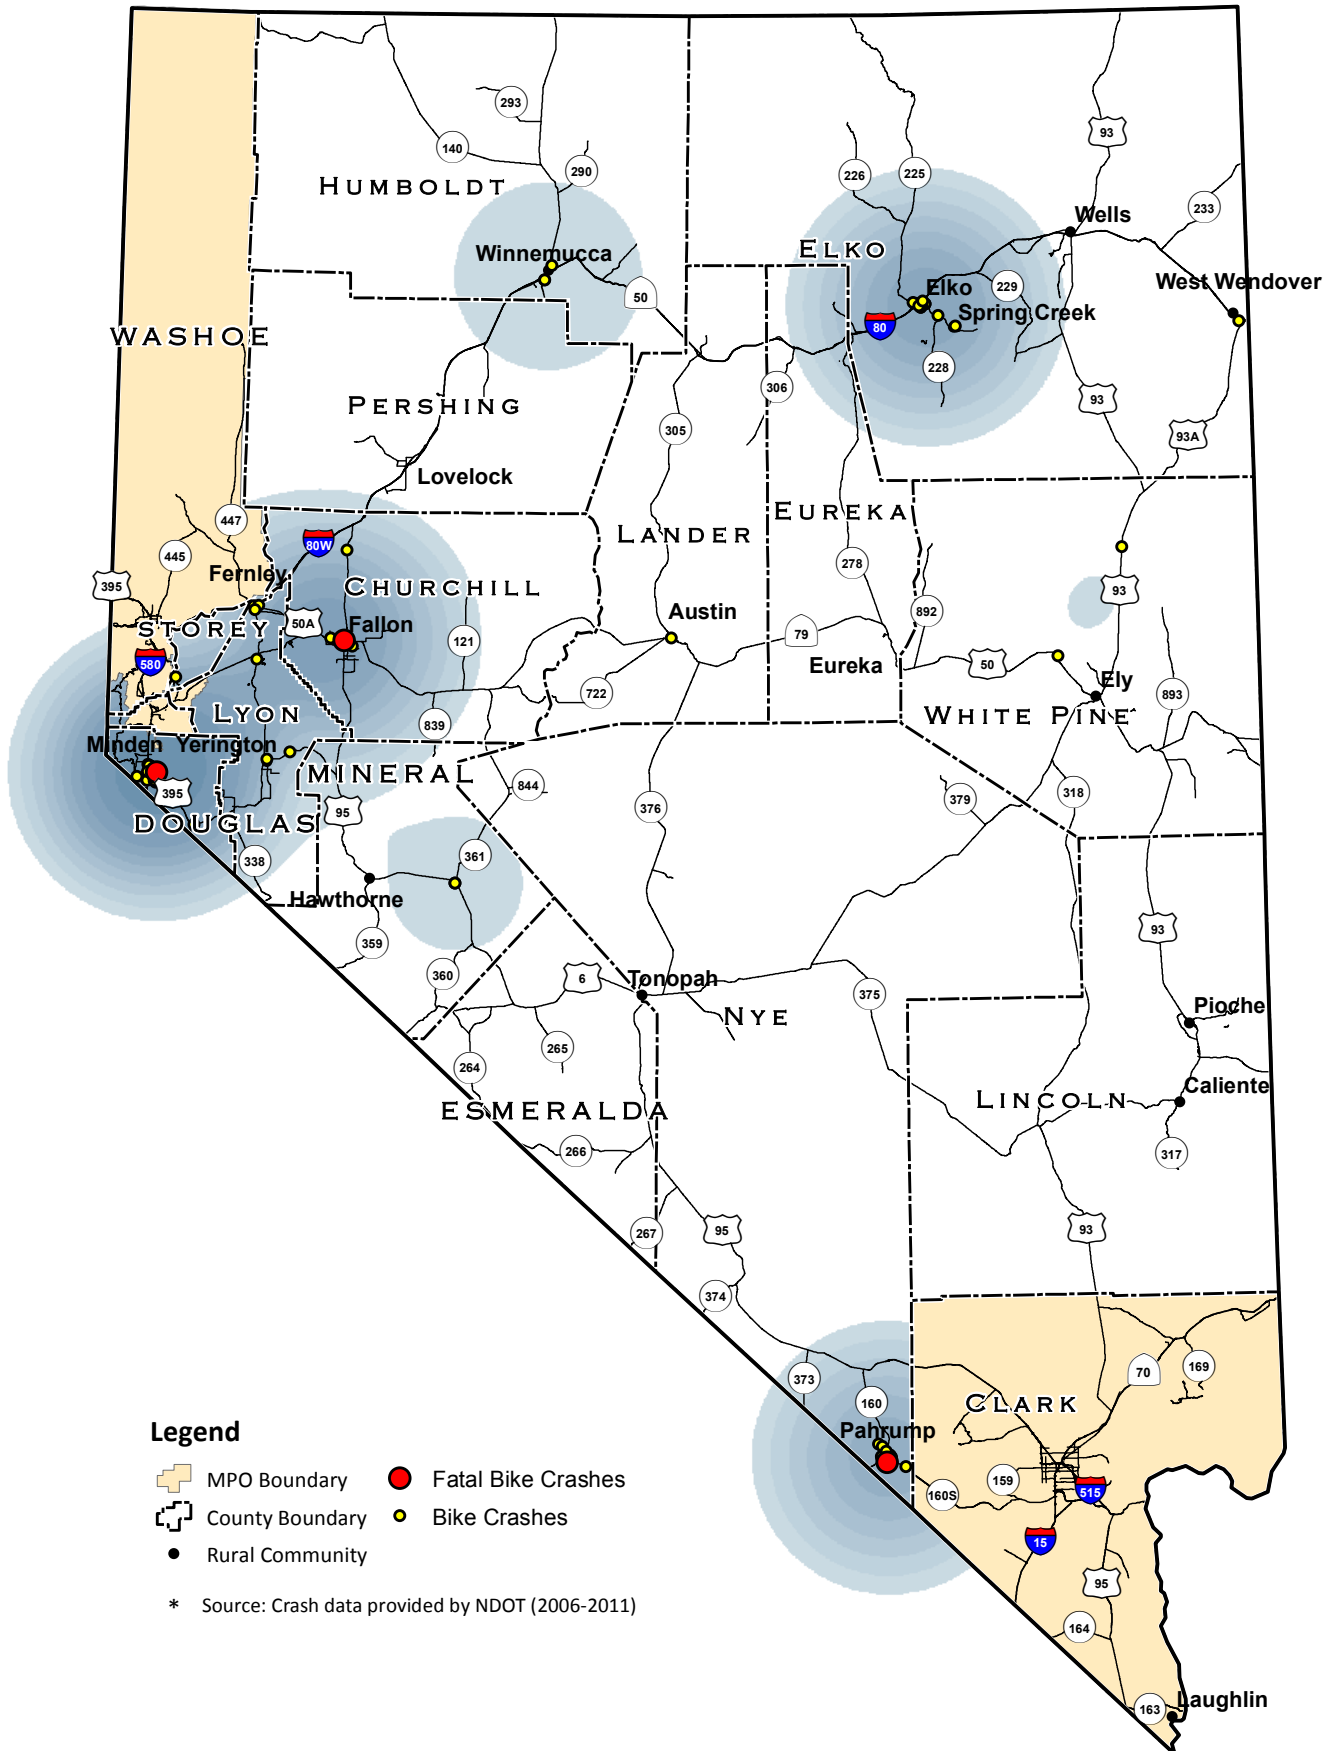 93
293
140
HUMBOLDT
290
226
225
233
Wells
ELKO
Winnemucca
West Wendover
229
Elko
50
Spring Creek
80
WASHOE
228
306
93
PERSHING
305
93A
Lovelock
447
EUREKA
LANDER
80W
445
278
Fernley
395
CHURCHILL
93
892
Austin
50A
STOREY
Fallon
121
79
580
Eureka
50
Ely
722
893
LYON
WHITE PINE
839
Minden
Yerington
MINERAL
844
395
318
379
95
376
DOUGLAS
361
338
Hawthorne
93
359
360
6
Tonopah
375
Pioche
NYE
265
264
Caliente
LINCOLN
ESMERALDA
266
317
267
95
93
374
70
169
373
160
CLARK
Pahrump
Legend
MPO Boundary
Fatal Bike Crashes
159
515
160S
County Boundary
Bike Crashes
15
Rural Community
95
* Source: Crash data provided by NDOT (2006-2011)
164
Laughlin
163